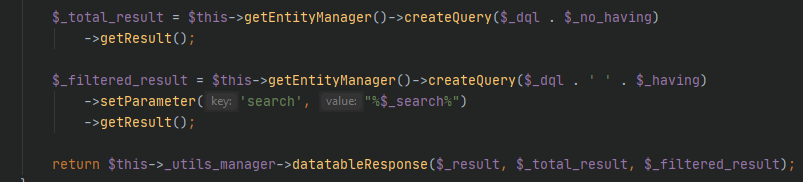 $_total_result = $this->getEntityManager()->createQuery($_dql . $_no_having)
->getResult();
$_filtered_result = $this->getEntityManager()->createQuery($_dql . ' ' . $_having)
->setParameter( key: 'search', value: "%$_search%")
->getResult();
return $this->_utils_manager->datatableResponse($_result, $_total_result, $_filtered_result);
}